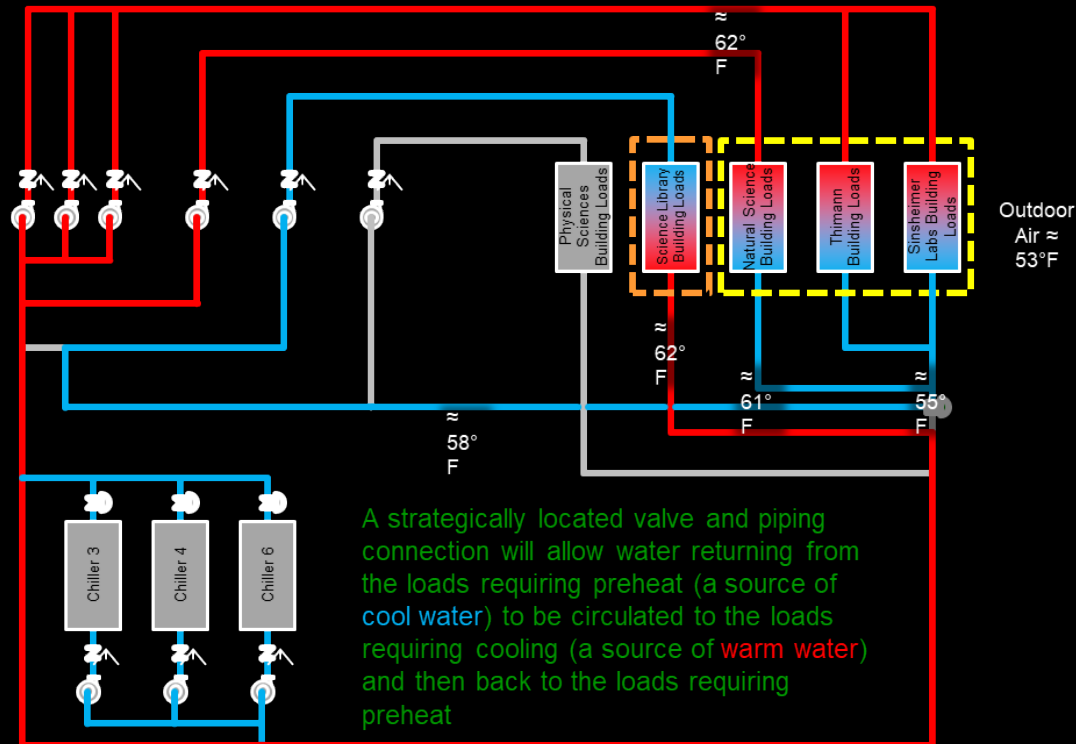 ≈
62°
F
Physical
Sciences
Building Loads
Science Library
Building Loads
Natural Science
Building Loads
Thimann
Building Loads
Sinsheimer
Labs Building
Loads
Outdoor
Air ≈
53°F
≈
62°
F
≈
61°
F
≈
55°
F
≈
58°
F
Chiller 3
Chiller 4
Chiller 6
A strategically located valve and piping
connection will allow water returning from
the loads requiring preheat (a source of
cool water) to be circulated to the loads
requiring cooling (a source of warm water)
and then back to the loads requiring
preheat